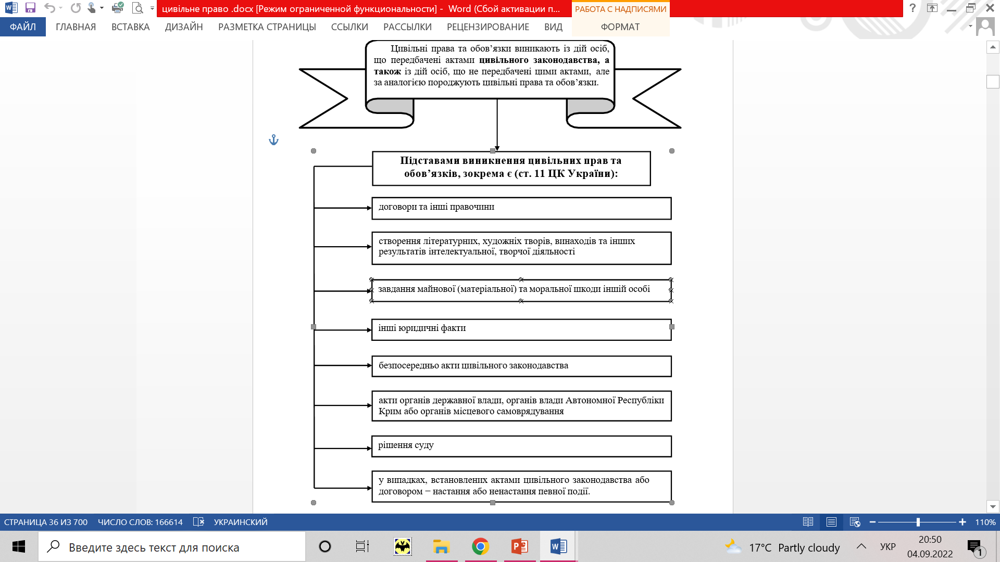 цивільне право .docx [Режим ограниченной функциональности] - Word (Сбой активации п...
РАБОТА С НАДПИСЯМИ
?
ФАЙЛ ГЛАВНАЯ ВСТАВКА ДИЗАЙН РАЗМЕТКА СТРАНИЦЫ ССЫЛКИ РАССЫЛКИ РЕЦЕНЗИРОВАНИЕ ВИД ФОРМАТ
Цивільні права та обов’язки виникають із дій осіб,
що передбачені актами цивільного законодавства, а
також із дій осіб, що не передбачені цими актами, але
за аналогією породжують цивільні права та обов’язки.
Підставами виникнення цивільних прав та
обов’язків, зокрема є (ст. 11 ЦК України):
договори та інші правочини
створення літературних, художніх творів, винаходів та інших
результатів інтелектуальної, творчої діяльності
завдання майнової (матеріальної) та моральної шкоди іншій особі
інші юридичні факти
безпосередньо акти цивільного законодавства
акти органів державної влади, органів влади Автономної Республіки
Крим або органів місцевого самоврядування
рішення суду
у випадках, встановлених актами цивільного законодавства або
договором − настання або ненастання певної події.
СТРАНИЦА 36 ИЗ 700 ЧИСЛО СЛОВ: 166614 УКРАИНСКИЙ 110%
Введите здесь текст для поиска
17°C Partly cloudy
УКР
20:50
04.09.2022
1